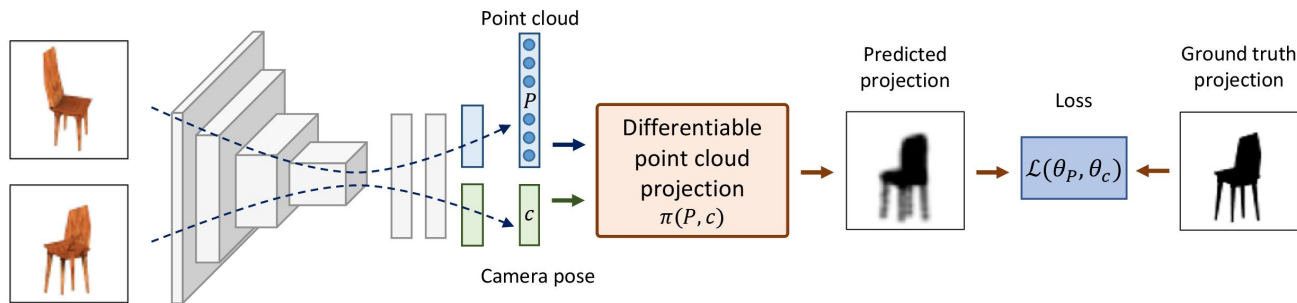 Point cloud
P
c
Camera pose
Differentiable
point cloud
projection
π(P, c)
Predicted
projection
Loss
ℒ(θ_P, θ_c)
Ground truth
projection